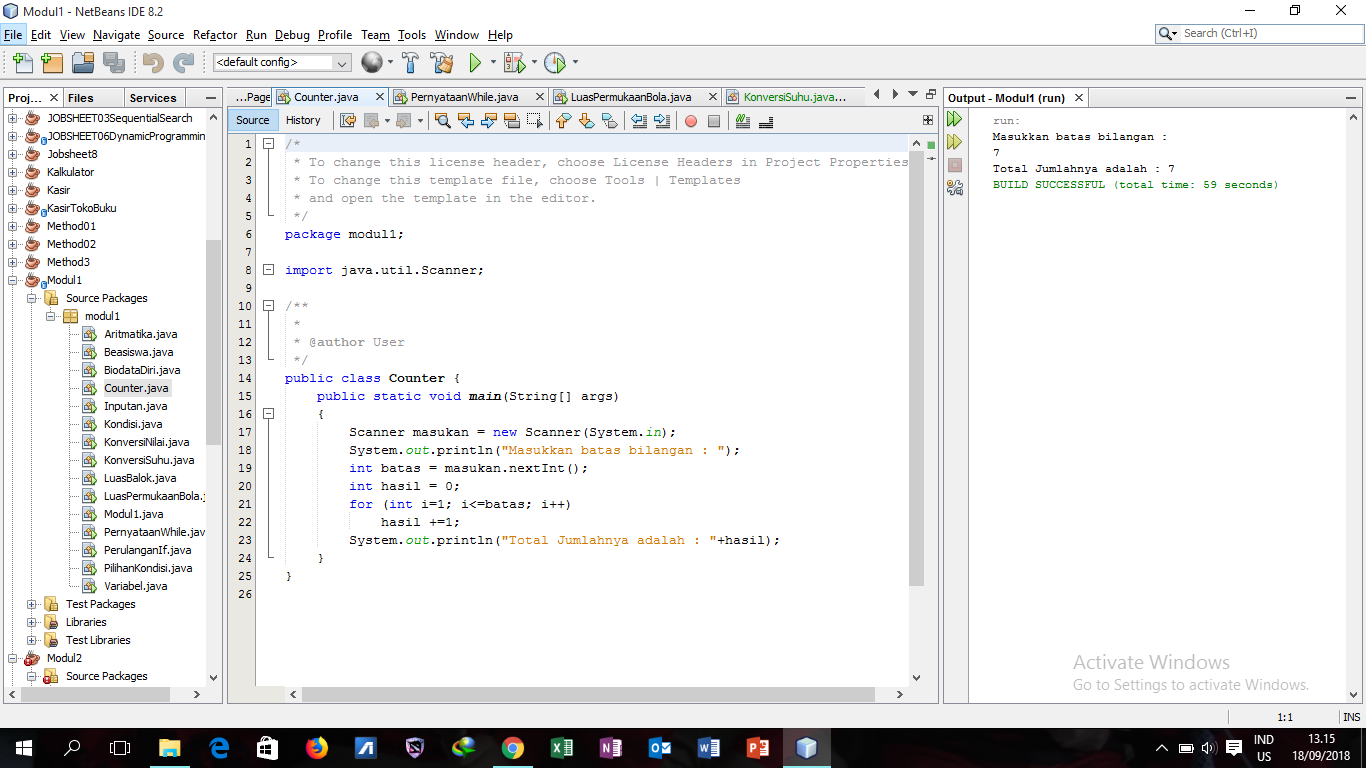 Modul1 - NetBeans IDE 8.2
File Edit View Navigate Source Refactor Run Debug Profile Team Tools Window Help
Search (Ctrl+I)
<default config>
Proj... Files Services
JOBSHEET03SequentialSearch
JOBSHEET06DynamicProgrammin
Jobsheet8
Kalkulator
Kasir
KasirTokoBuku
Method01
Method02
Method3
Modul1
Source Packages
modul1
Aritmatika.java
Beasiswa.java
BiodataDiri.java
Counter.java
Inputan.java
Kondisi.java
KonversiNilai.java
KonversiSuhu.java
LuasBalok.java
LuasPermukaanBola.j
Modul1.java
PernyataanWhile.jav
PerulanganIf.java
PilihanKondisi.java
Variabel.java
Test Packages
Libraries
Test Libraries
Modul2
Source Packages
...Page Counter.java PernyataanWhile.java LuasPermukaanBola.java KonversiSuhu.java...
Source History
1 /*
2 * To change this license header, choose License Headers in Project Properties
3 * To change this template file, choose Tools | Templates
4 * and open the template in the editor.
5 */
6 package modul1;
7
8 import java.util.Scanner;
9
10 /**
11 *
12 * @author User
13 */
14 public class Counter {
15 public static void main(String[] args)
16 {
17 Scanner masukan = new Scanner(System.in);
18 System.out.println("Masukkan batas bilangan : ");
19 int batas = masukan.nextInt();
20 int hasil = 0;
21 for (int i=1; i<=batas; i++)
22 hasil +=1;
23 System.out.println("Total Jumlahnya adalah : "+hasil);
24 }
25 }
26
Output - Modul1 (run)
run:
Masukkan batas bilangan :
7
Total Jumlahnya adalah : 7
BUILD SUCCESSFUL (total time: 59 seconds)
Activate Windows
Go to Settings to activate Windows.
1:1 INS
IND
US
13.15
18/09/2018